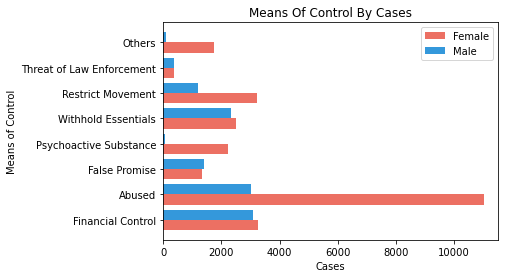 Means Of Control By Cases
Female
Male
Others
Threat of Law Enforcement
Restrict Movement
Withhold Essentials
Psychoactive Substance
False Promise
Abused
Financial Control
Means of Control
0 2000 4000 6000 8000 10000
Cases